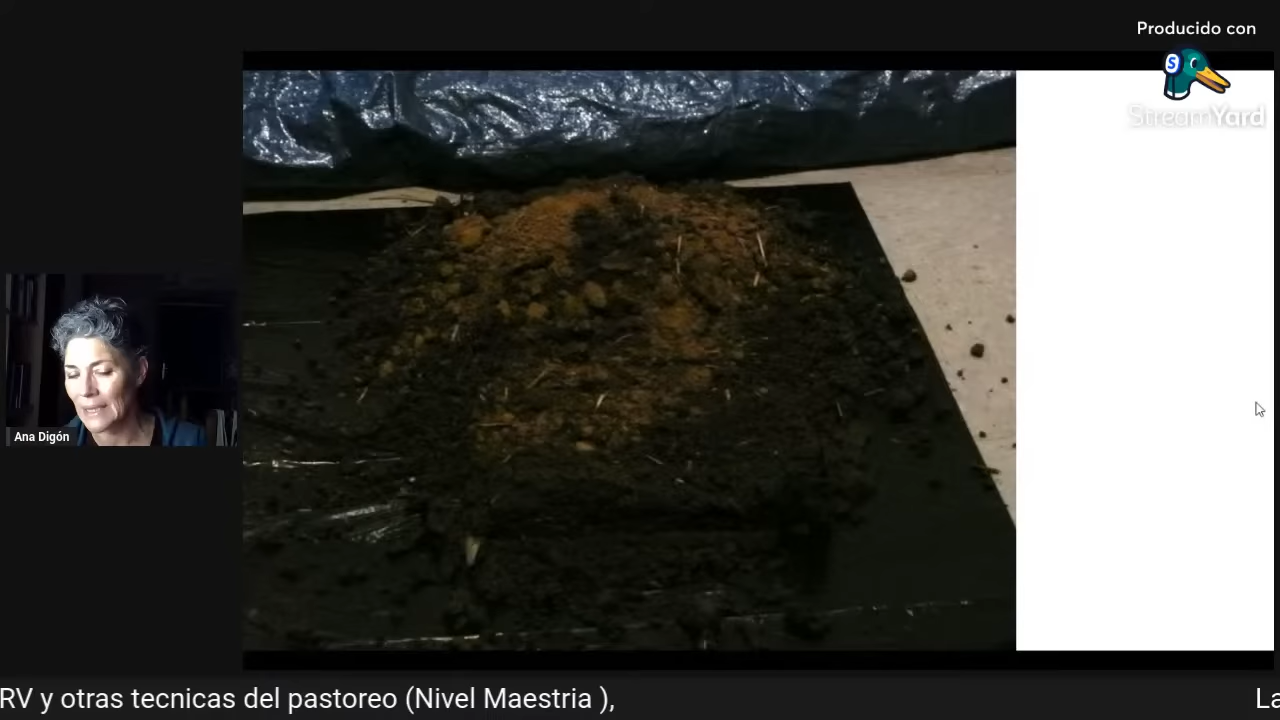 Producido con
S
StreamYard
Ana Digón
RV y otras tecnicas del pastoreo (Nivel Maestria ),
La